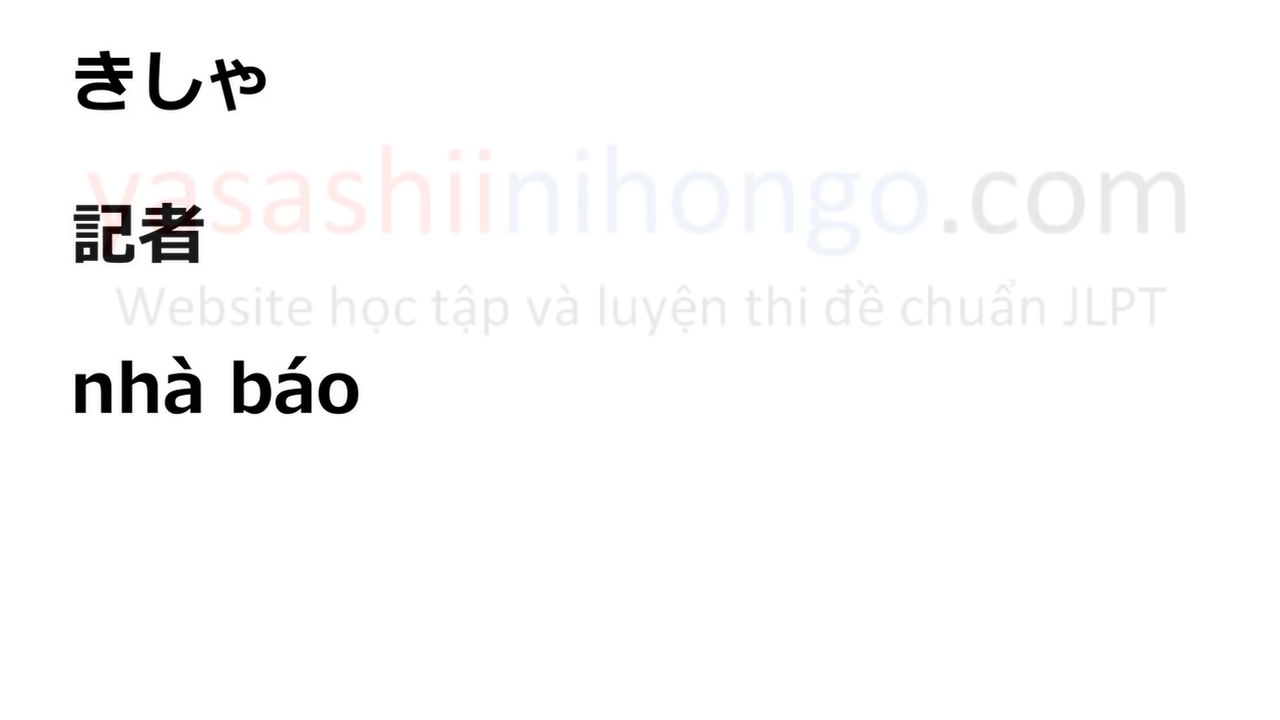 きしゃ
yasashiinihongo.com
記者
Website học tập và luyện thi đề chuẩn JLPT
nhà báo